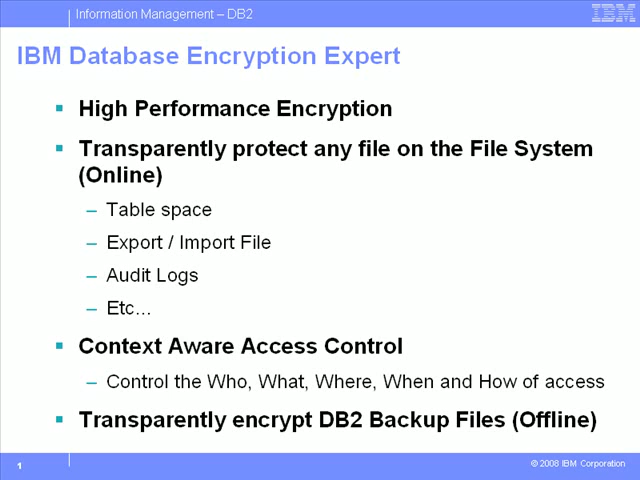 Information Management – DB2
IBM
IBM Database Encryption Expert
High Performance Encryption
Transparently protect any file on the File System
(Online)
– Table space
– Export / Import File
– Audit Logs
– Etc...
Context Aware Access Control
– Control the Who, What, Where, When and How of access
Transparently encrypt DB2 Backup Files (Offline)
1
© 2008 IBM Corporation